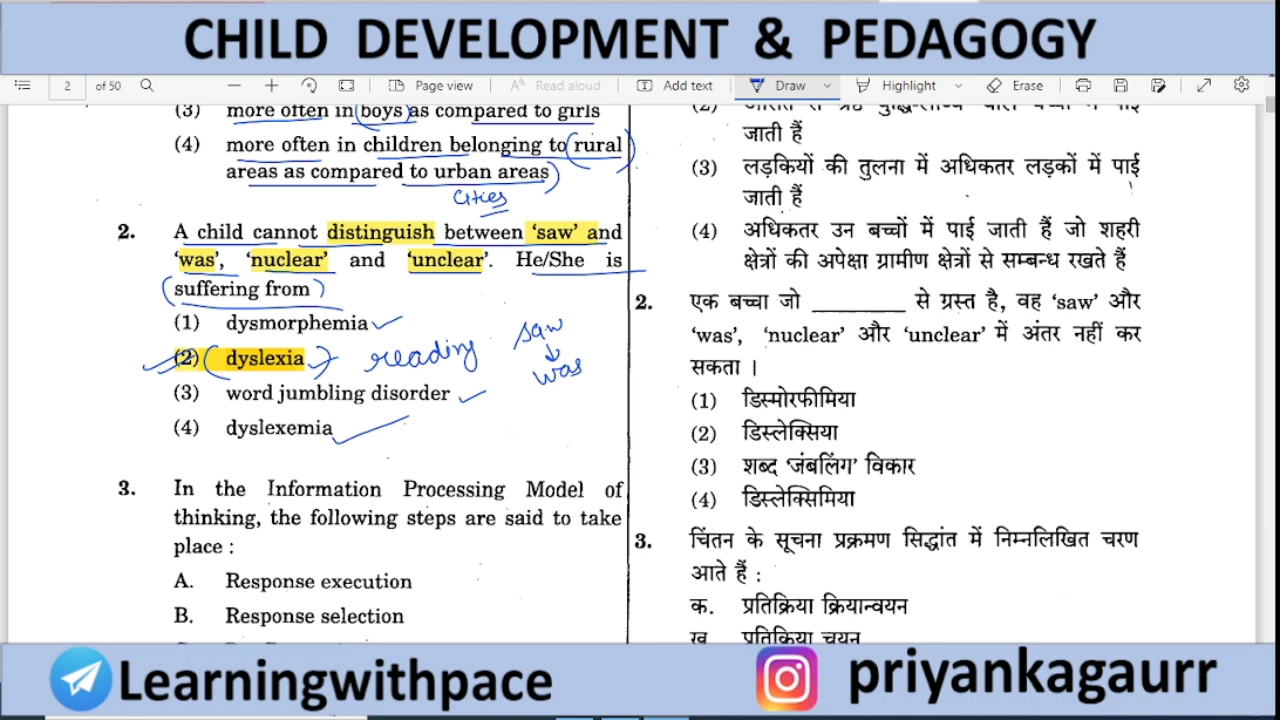 CHILD DEVELOPMENT & PEDAGOGY
2 of 50
Page view
Read aloud
Add text
Draw
Highlight
Erase
(3) more often in boys as compared to girls
(4) more often in children belonging to rural
areas as compared to urban areas
cities
2. A child cannot distinguish between ‘saw’ and
‘was’, ‘nuclear’ and ‘unclear’. He/She is
suffering from
(1) dysmorphemia
(2) dyslexia reading saw
was
(3) word jumbling disorder
(4) dyslexemia
3. In the Information Processing Model of
thinking, the following steps are said to take
place :
A. Response execution
B. Response selection
जाती हैं
(3) लड़कियों की तुलना में अधिकतर लड़कों में पाई
जाती हैं
(4) अधिकतर उन बच्चों में पाई जाती हैं जो शहरी
क्षेत्रों की अपेक्षा ग्रामीण क्षेत्रों से सम्बन्ध रखते हैं
2. एक बच्चा जो ________ से ग्रस्त है, वह ‘saw’ और
‘was’, ‘nuclear’ और ‘unclear’ में अंतर नहीं कर
सकता ।
(1) डिस्मोरफीमिया
(2) डिस्लेक्सिया
(3) शब्द ‘जंबलिंग’ विकार
(4) डिस्लेक्सिमिया
3. चिंतन के सूचना प्रक्रमण सिद्धांत में निम्नलिखित चरण
आते हैं :
क. प्रतिक्रिया क्रियान्वयन
ख. प्रतिक्रिया चयन
Learningwithpace
priyankagaurr